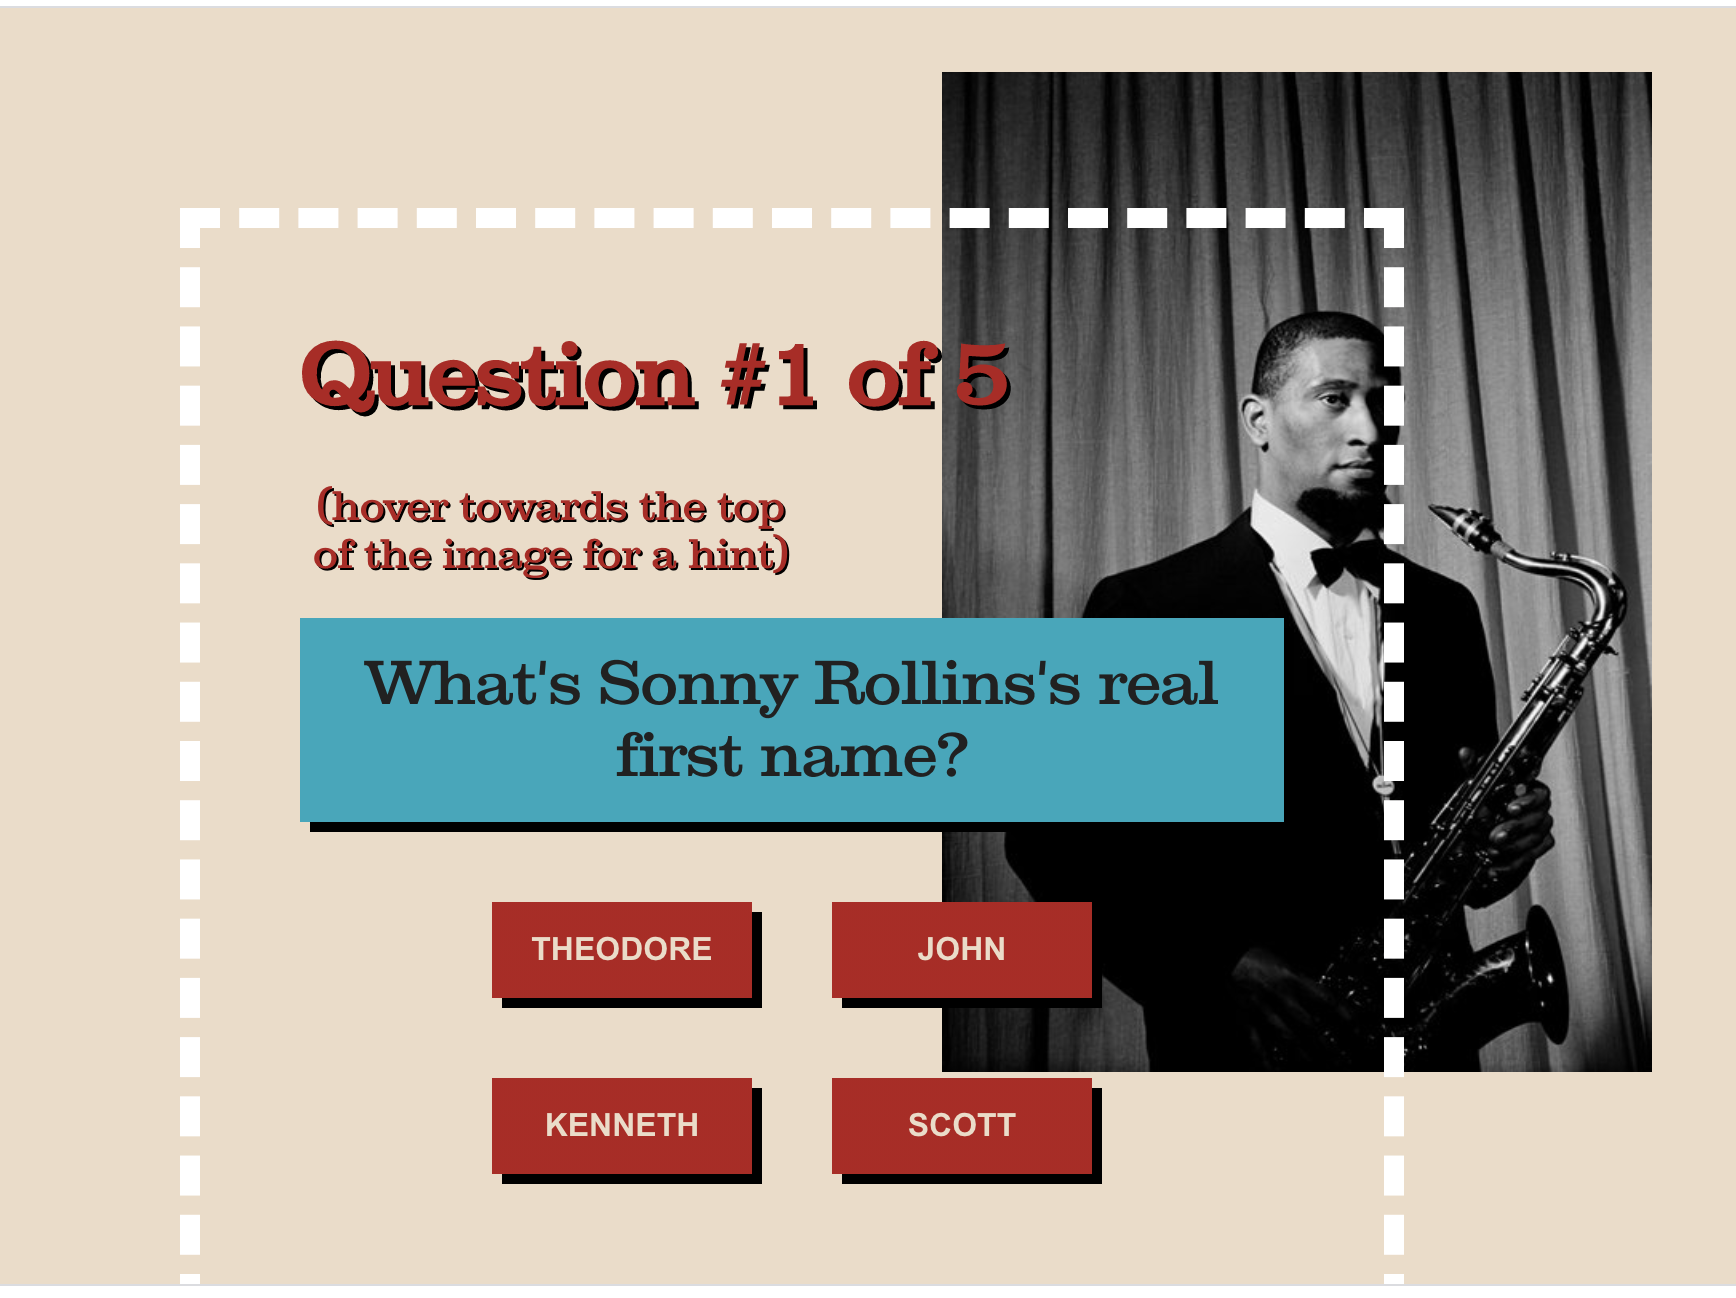 Question #1 of 5
(hover towards the top
of the image for a hint)
What's Sonny Rollins's real
first name?
THEODORE
JOHN
KENNETH
SCOTT